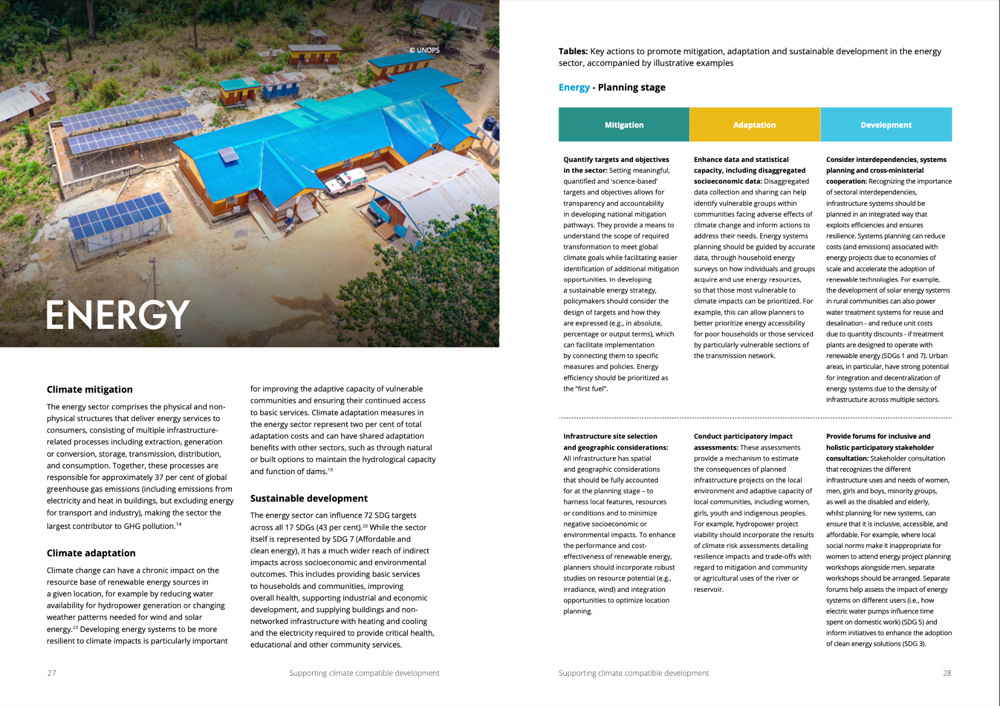 © UNOPS
ENERGY
Climate mitigation
The energy sector comprises the physical and non-
physical structures that deliver energy services to
consumers, consisting of multiple infrastructure-
related processes including extraction, generation
or conversion, storage, transmission, distribution,
and consumption. Together, these processes are
responsible for approximately 37 per cent of global
greenhouse gas emissions (including emissions from
electricity and heat in buildings, but excluding energy
for transport and industry), making the sector the
largest contributor to GHG pollution.14
Climate adaptation
Climate change can have a chronic impact on the
resource base of renewable energy sources in
a given location, for example by reducing water
availability for hydropower generation or changing
weather patterns needed for wind and solar
energy.23 Developing energy systems to be more
resilient to climate impacts is particularly important
for improving the adaptive capacity of vulnerable
communities and ensuring their continued access
to basic services. Climate adaptation measures in
the energy sector represent two per cent of total
adaptation costs and can have shared adaptation
benefits with other sectors, such as through natural
or built options to maintain the hydrological capacity
and function of dams.19
Sustainable development
The energy sector can influence 72 SDG targets
across all 17 SDGs (43 per cent).20 While the sector
itself is represented by SDG 7 (Affordable and
clean energy), it has a much wider reach of indirect
impacts across socioeconomic and environmental
outcomes. This includes providing basic services
to households and communities, improving
overall health, supporting industrial and economic
development, and supplying buildings and non-
networked infrastructure with heating and cooling
and the electricity required to provide critical health,
educational and other community services.
27
Supporting climate compatible development
Tables: Key actions to promote mitigation, adaptation and sustainable development in the energy
sector, accompanied by illustrative examples
Energy - Planning stage
Mitigation
Adaptation
Development
Quantify targets and objectives
in the sector: Setting meaningful,
quantified and ‘science-based’
targets and objectives allows for
transparency and accountability
in developing national mitigation
pathways. They provide a means to
understand the scope of required
transformation to meet global
climate goals while facilitating easier
identification of additional mitigation
opportunities. In developing
a sustainable energy strategy,
policymakers should consider the
design of targets and how they
are expressed (e.g., in absolute,
percentage or output terms), which
can facilitate implementation
by connecting them to specific
measures and policies. Energy
efficiency should be prioritized as
the “first fuel”.
Enhance data and statistical
capacity, including disaggregated
socioeconomic data: Disaggregated
data collection and sharing can help
identify vulnerable groups within
communities facing adverse effects of
climate change and inform actions to
address their needs. Energy systems
planning should be guided by accurate
data, through household energy
surveys on how individuals and groups
acquire and use energy resources,
so that those most vulnerable to
climate impacts can be prioritized. For
example, this can allow planners to
better prioritize energy accessibility
for poor households or those serviced
by particularly vulnerable sections of
the transmission network.
Consider interdependencies, systems
planning and cross-ministerial
cooperation: Recognizing the importance
of sectoral interdependencies,
infrastructure systems should be
planned in an integrated way that
exploits efficiencies and ensures
resilience. Systems planning can reduce
costs (and emissions) associated with
energy projects due to economies of
scale and accelerate the adoption of
renewable technologies. For example,
the development of solar energy systems
in rural communities can also power
water treatment systems for reuse and
desalination - and reduce unit costs
due to quantity discounts - if treatment
plants are designed to operate with
renewable energy (SDGs 1 and 7). Urban
areas, in particular, have strong potential
for integration and decentralization of
energy systems due to the density of
infrastructure across multiple sectors.
Infrastructure site selection
and geographic considerations:
All infrastructure has spatial
and geographic considerations
that should be fully accounted
for at the planning stage – to
harness local features, resources
or conditions and to minimize
negative socioeconomic or
environmental impacts. To enhance
the performance and cost-
effectiveness of renewable energy,
planners should incorporate robust
studies on resource potential (e.g.,
irradiance, wind) and integration
opportunities to optimize location
planning.
Conduct participatory impact
assessments: These assessments
provide a mechanism to estimate
the consequences of planned
infrastructure projects on the local
environment and adaptive capacity of
local communities, including women,
girls, youth and indigenous peoples.
For example, hydropower project
viability should incorporate the results
of climate risk assessments detailing
resilience impacts and trade-offs with
regard to mitigation and community
or agricultural uses of the river or
reservoir.
Provide forums for inclusive and
holistic participatory stakeholder
consultation: Stakeholder consultation
that recognizes the different
infrastructure uses and needs of women,
men, girls and boys, minority groups,
as well as the disabled and elderly,
whilst planning for new systems, can
ensure that it is inclusive, accessible, and
affordable. For example, where local
social norms make it inappropriate for
women to attend energy project planning
workshops alongside men, separate
workshops should be arranged. Separate
forums help assess the impact of energy
systems on different users (i.e., how
electric water pumps influence time
spent on domestic work) (SDG 5) and
inform initiatives to enhance the adoption
of clean energy solutions (SDG 3).
Supporting climate compatible development
28